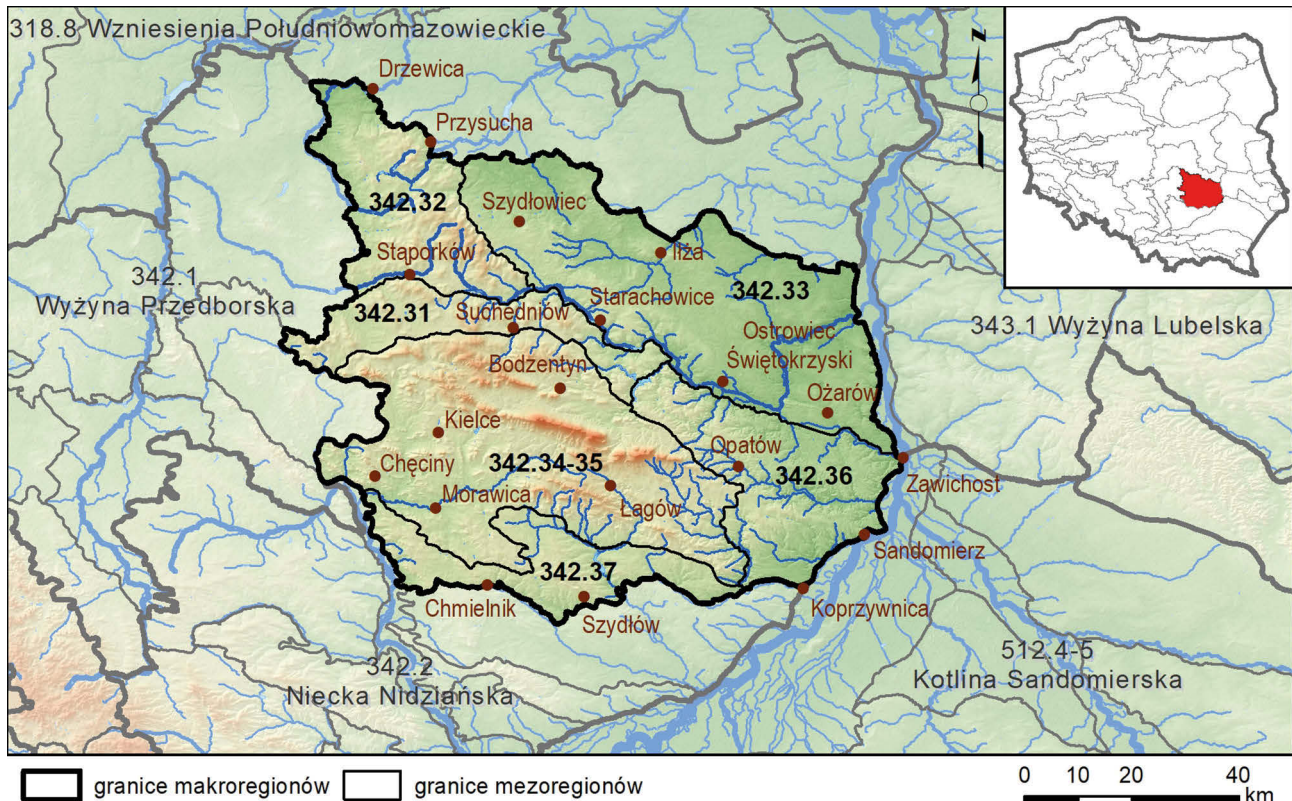 318.8 Wzniesienia Południowomazowieckie
N
Drzewica
Przysucha
342.32
Szydłowiec
Stąporków
Iłża
342.1
Wyżyna Przedborska
342.31
Suchedniów
Starachowice
342.33
343.1 Wyżyna Lubelska
Ostrowiec
Świętokrzyski
Bodzentyn
Ożarów
Kielce
Chęciny
342.34-35
Opatów
342.36
Zawichost
Morawica
Łagów
Sandomierz
342.37
Chmielnik
Szydłów
Koprzywnica
342.2
Niecka Nidziańska
512.4-5
Kotlina Sandomierska
granice makroregionów
granice mezoregionów
0 10 20 40
km